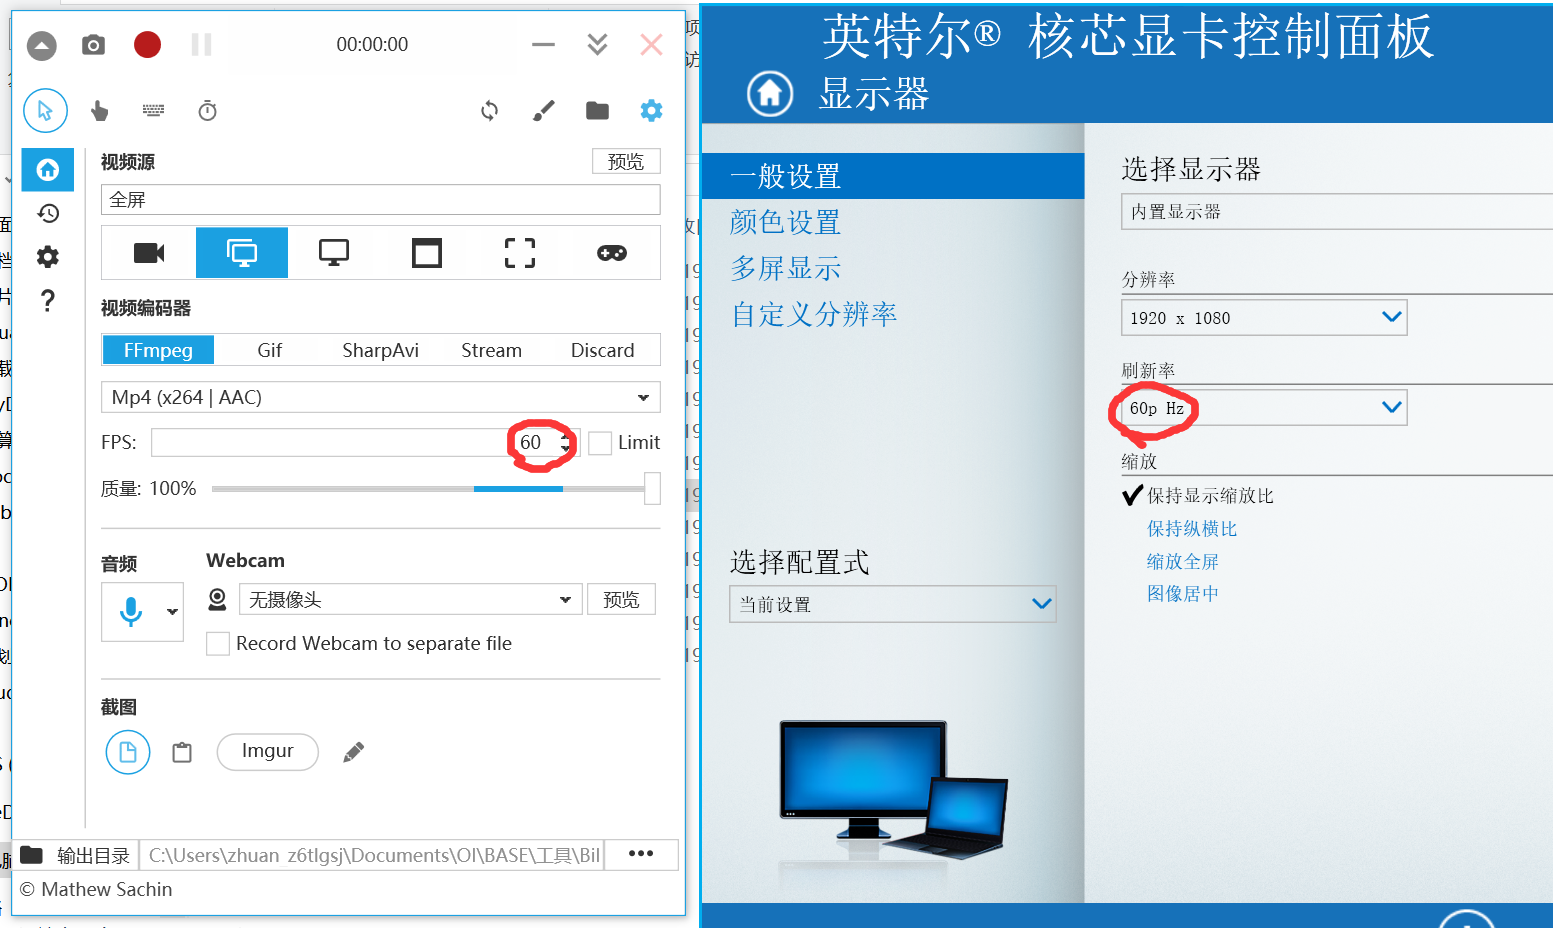 00:00:00
视频源
预览
全屏
视频编码器
FFmpeg Gif SharpAvi Stream Discard
Mp4 (x264 | AAC)
FPS: 60 Limit
质量: 100%
音频 Webcam
无摄像头 预览
Record Webcam to separate file
截图
Imgur
输出目录 C:\Users\zhuan z6tlgsj\Documents\OI\BASE\工具\Bil
© Mathew Sachin
英特尔® 核芯显卡控制面板
显示器
一般设置
颜色设置
多屏显示
自定义分辨率
选择配置式
当前设置
选择显示器
内置显示器
分辨率
1920 x 1080
刷新率
60p Hz
缩放
保持显示缩放比
保持纵横比
缩放全屏
图像居中